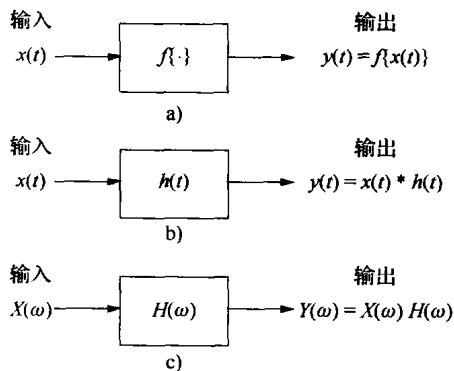 输入 输出
x(t) f{·} y(t) = f{x(t)}
a)
输入 输出
x(t) h(t) y(t) = x(t) * h(t)
b)
输入 输出
X(ω) H(ω) Y(ω) = X(ω) H(ω)
c)